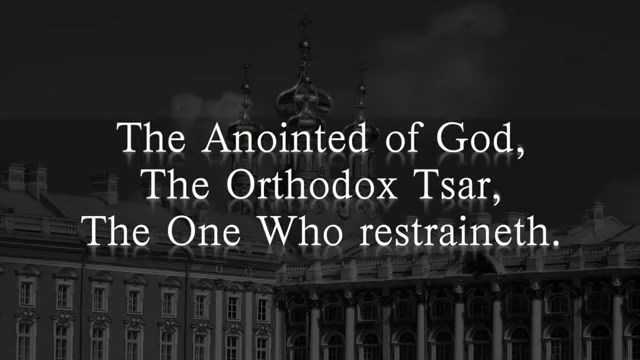 The Anointed of God,
The Orthodox Tsar,
The One Who restraineth.